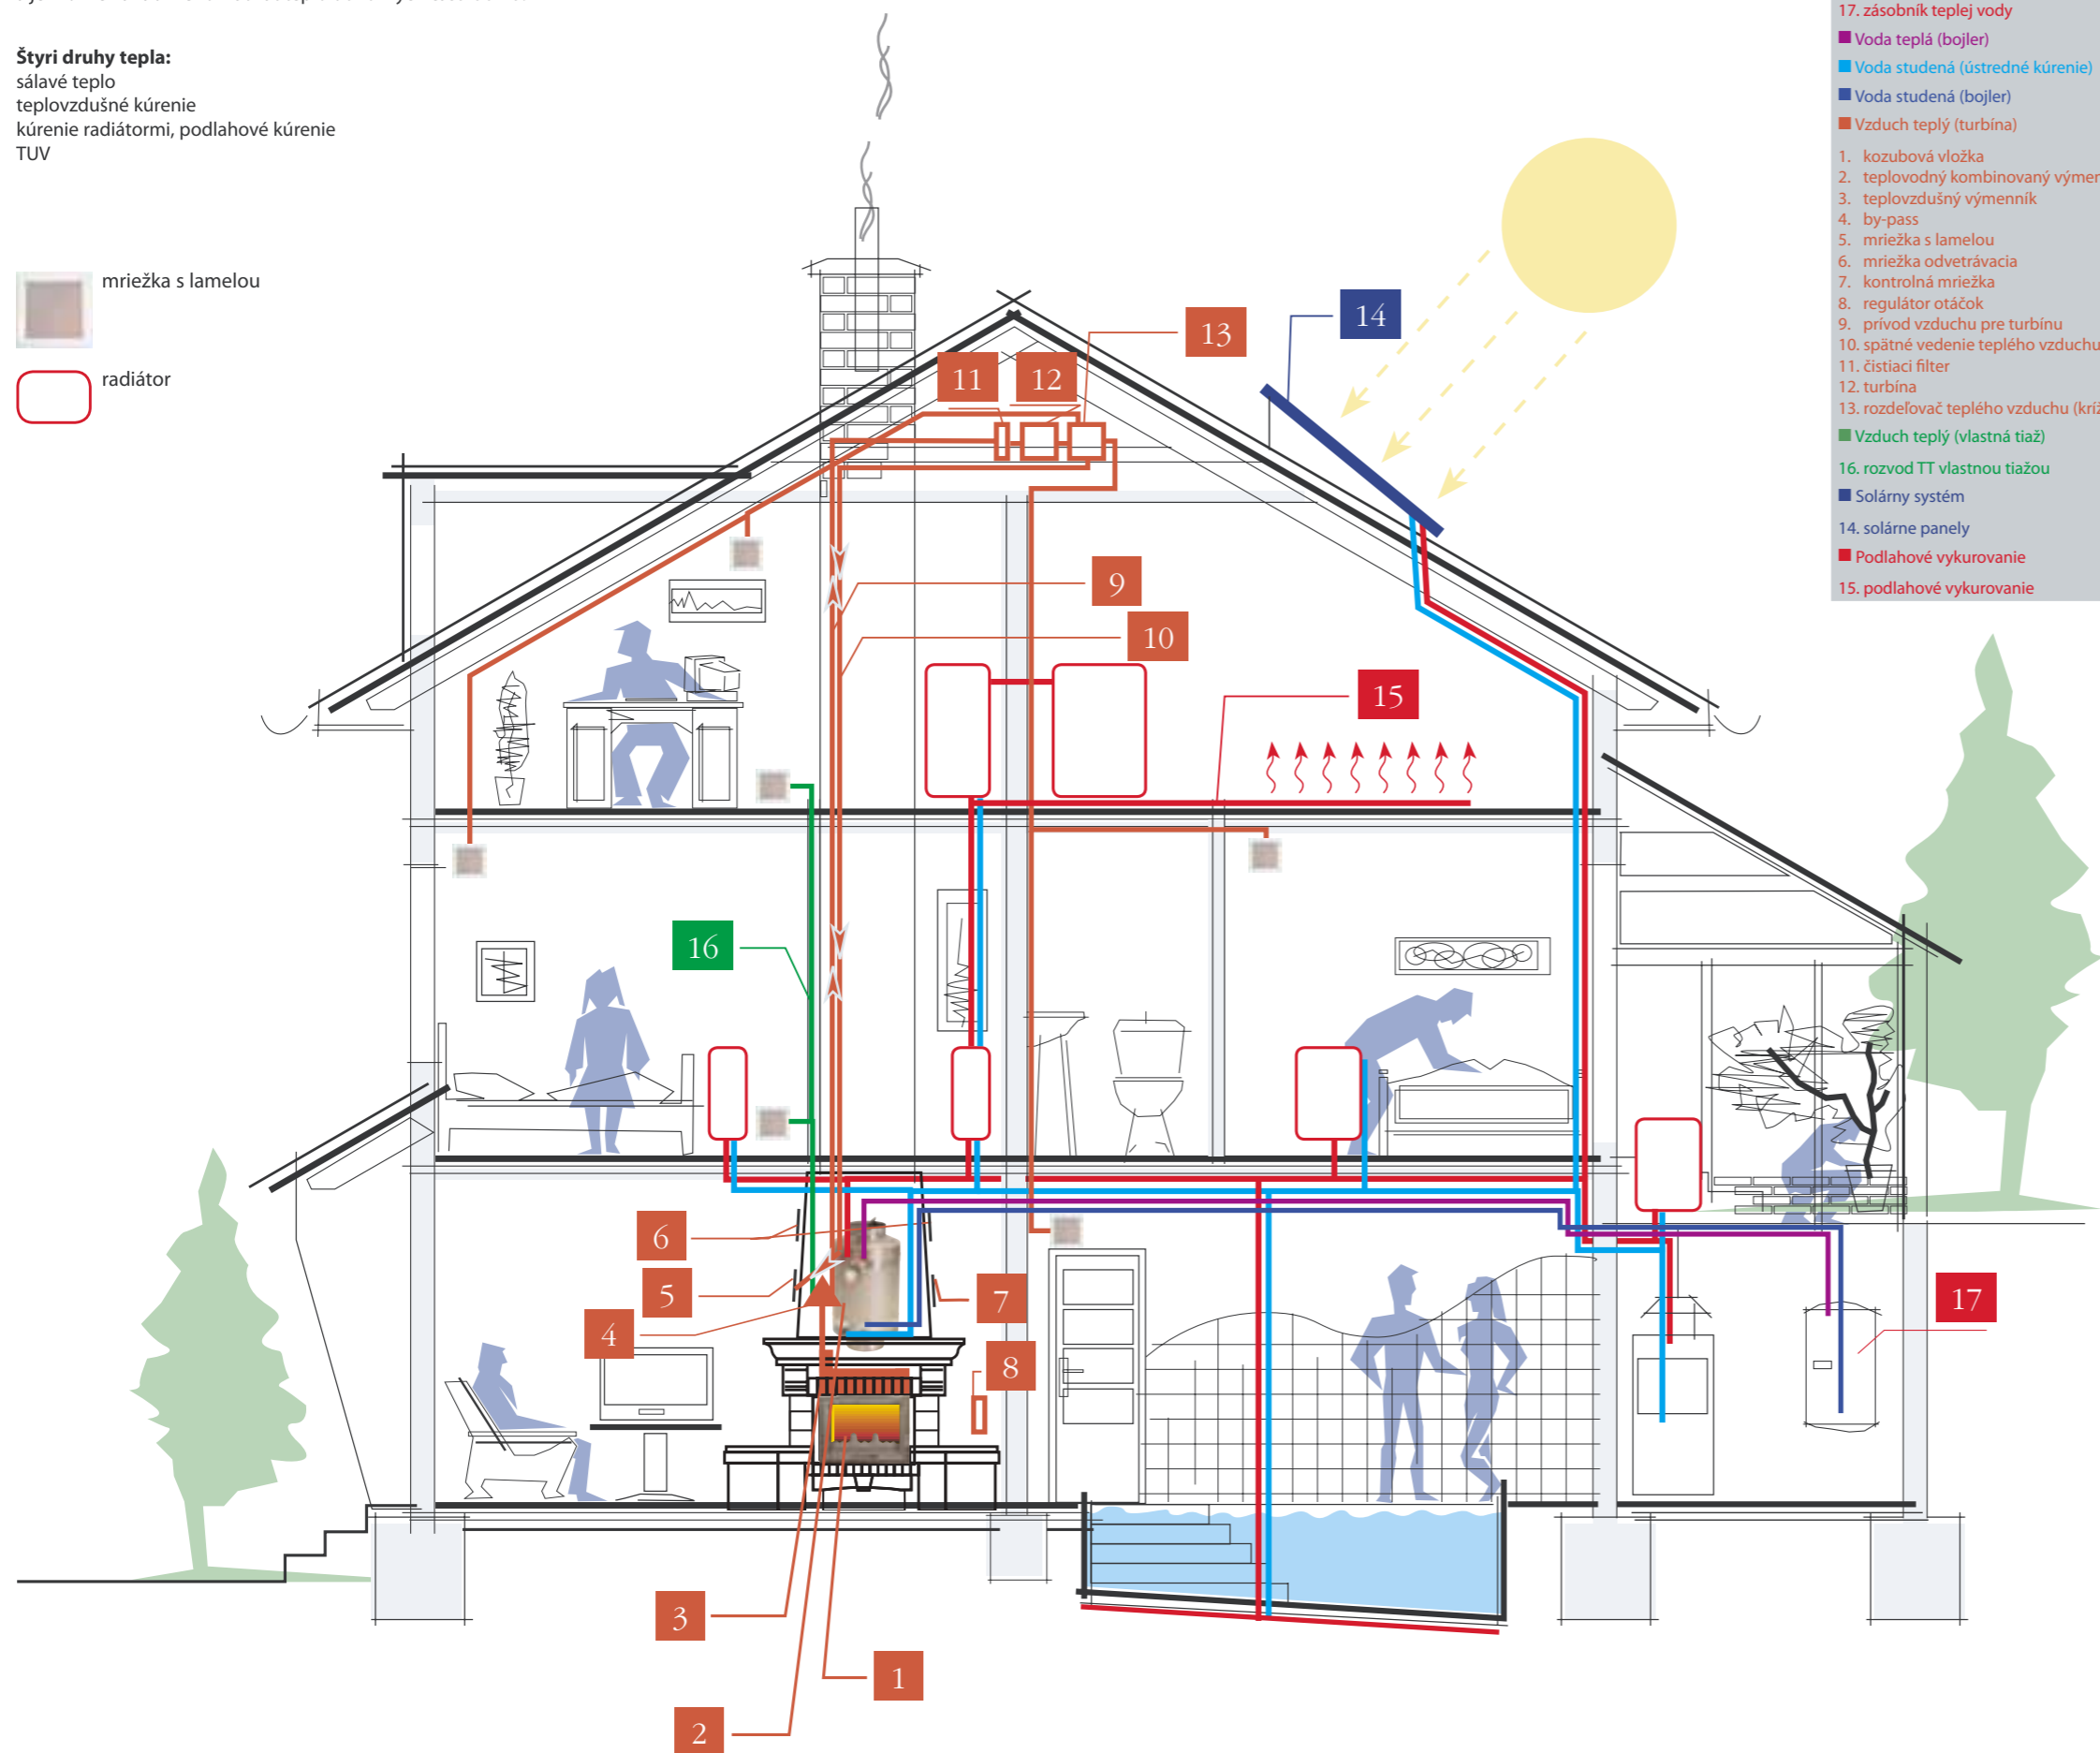 Štyri druhy tepla:
sálavé teplo
teplovzdušné kúrenie
kúrenie radiátormi, podlahové kúrenie
TUV
mriežka s lamelou
radiátor
17. zásobník teplej vody
Voda teplá (bojler)
Voda studená (ústredné kúrenie)
Voda studená (bojler)
Vzduch teplý (turbína)
1. kozubová vložka
2. teplovodný kombinovaný výmen
3. teplovzdušný výmenník
4. by-pass
5. mriežka s lamelou
6. mriežka odvetrávacia
7. kontrolná mriežka
8. regulátor otáčok
9. prívod vzduchu pre turbínu
10. spätné vedenie teplého vzduchu
11. čistiaci filter
12. turbína
13. rozdeľovač teplého vzduchu (kríž
Vzduch teplý (vlastná tiaž)
16. rozvod TT vlastnou tiažou
Solárny systém
14. solárne panely
Podlahové vykurovanie
15. podlahové vykurovanie
14
13
11
12
9
10
15
16
6
5
7
17
4
8
3
1
2